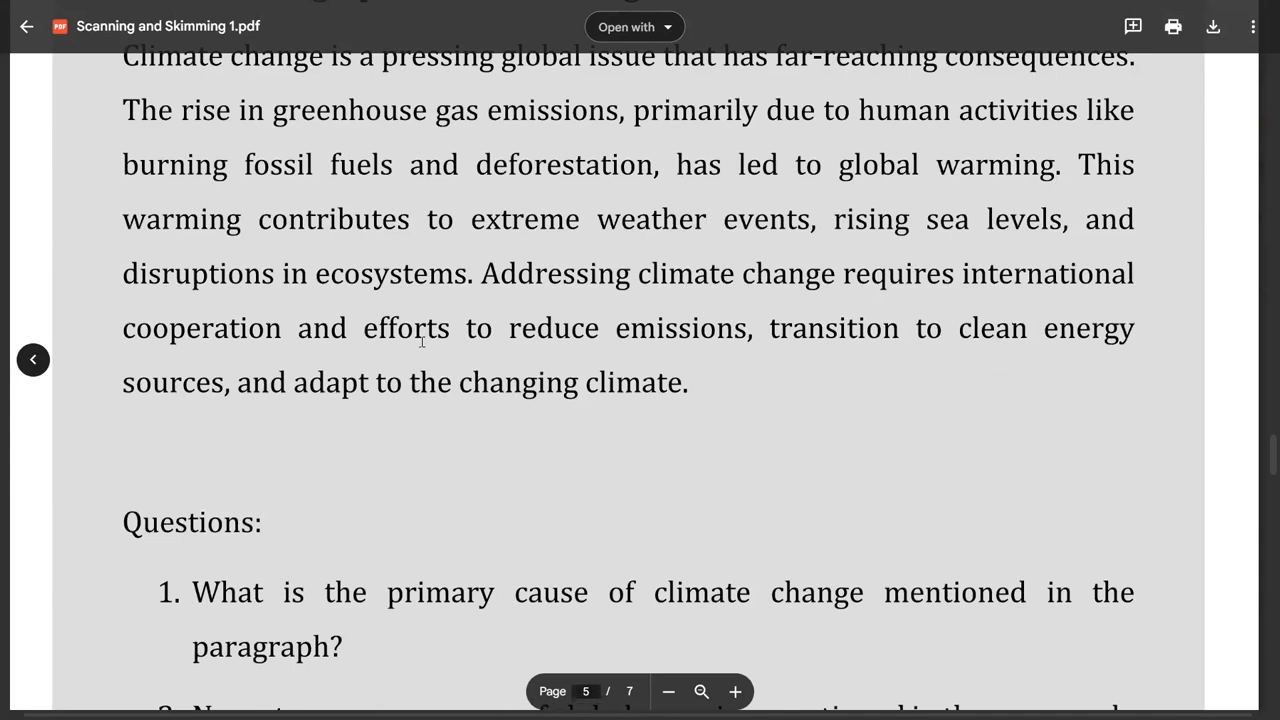 Scanning and Skimming 1.pdf
Open with
Climate change is a pressing global issue that has far-reaching consequences.
The rise in greenhouse gas emissions, primarily due to human activities like
burning fossil fuels and deforestation, has led to global warming. This
warming contributes to extreme weather events, rising sea levels, and
disruptions in ecosystems. Addressing climate change requires international
cooperation and efforts to reduce emissions, transition to clean energy
sources, and adapt to the changing climate.
Questions:
1. What is the primary cause of climate change mentioned in the
paragraph?
Page 5 / 7